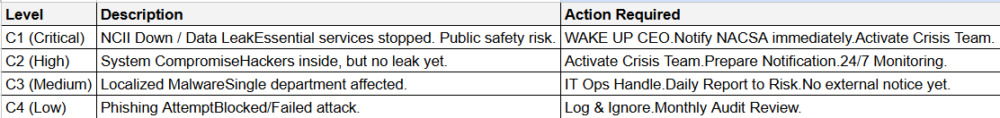 Level Description Action Required
C1 (Critical) NCII Down / Data LeakEssential services stopped. Public safety risk. WAKE UP CEO.Notify NACSA immediately.Activate Crisis Team.
C2 (High) System CompromiseHackers inside, but no leak yet. Activate Crisis Team.Prepare Notification.24/7 Monitoring.
C3 (Medium) Localized MalwareSingle department affected. IT Ops Handle.Daily Report to Risk.No external notice yet.
C4 (Low) Phishing AttemptBlocked/Failed attack. Log & Ignore.Monthly Audit Review.